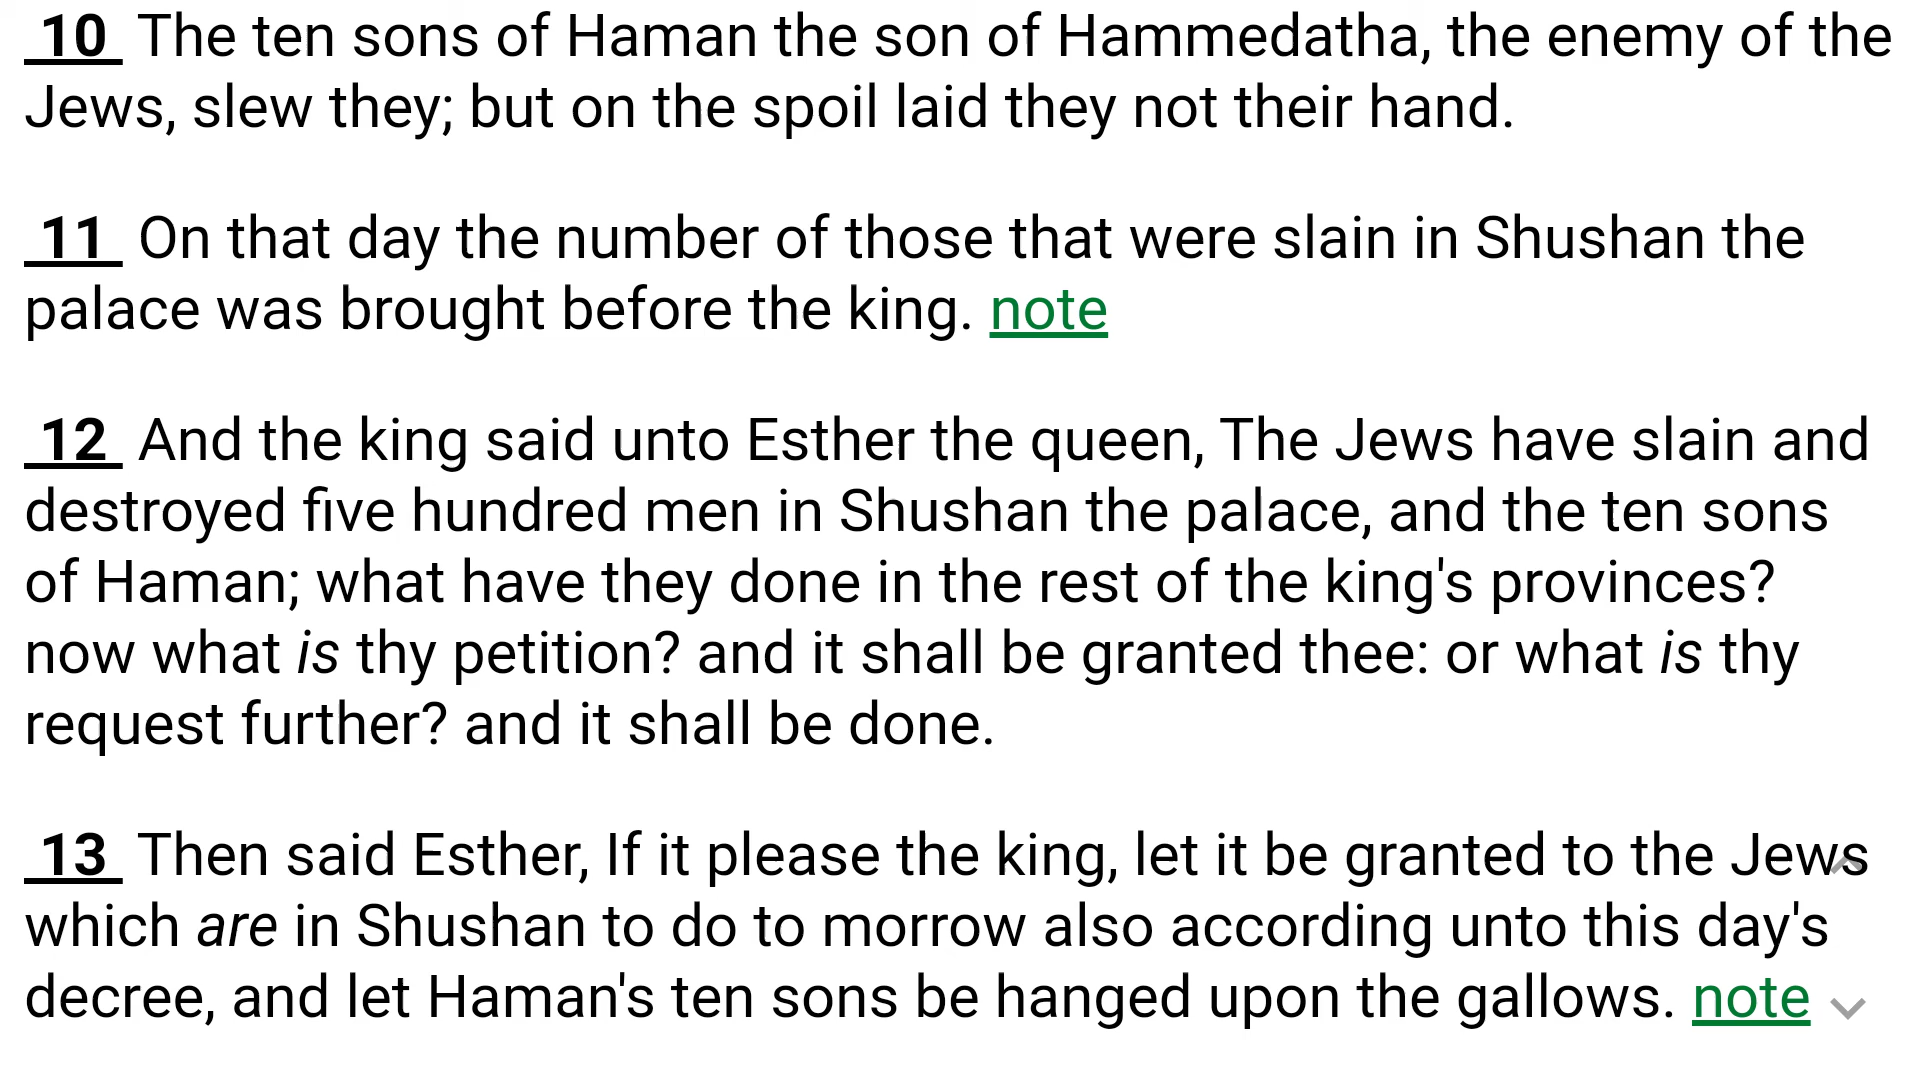 10 The ten sons of Haman the son of Hammedatha, the enemy of the
Jews, slew they; but on the spoil laid they not their hand.
11 On that day the number of those that were slain in Shushan the
palace was brought before the king. note
12 And the king said unto Esther the queen, The Jews have slain and
destroyed five hundred men in Shushan the palace, and the ten sons
of Haman; what have they done in the rest of the king's provinces?
now what is thy petition? and it shall be granted thee: or what is thy
request further? and it shall be done.
13 Then said Esther, If it please the king, let it be granted to the Jews
which are in Shushan to do to morrow also according unto this day's
decree, and let Haman's ten sons be hanged upon the gallows. note